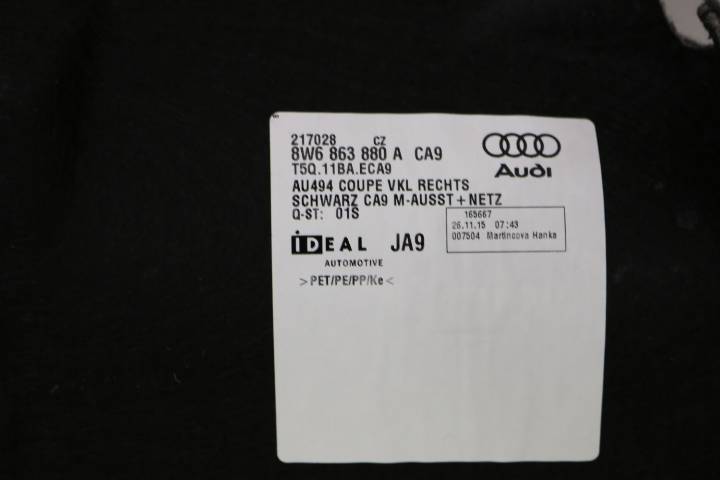 217028 CZ
8W6 863 880 A CA9
T5Q.11BA.ECA9
Audi
AU494 COUPE VKL RECHTS
SCHWARZ CA9 M-AUSST+NETZ
Q-ST: 01S
165667
26.11.15 07:43
007504 Martincova Hanka
IDEAL JA9
AUTOMOTIVE
>PET/PE/PP/Ke<